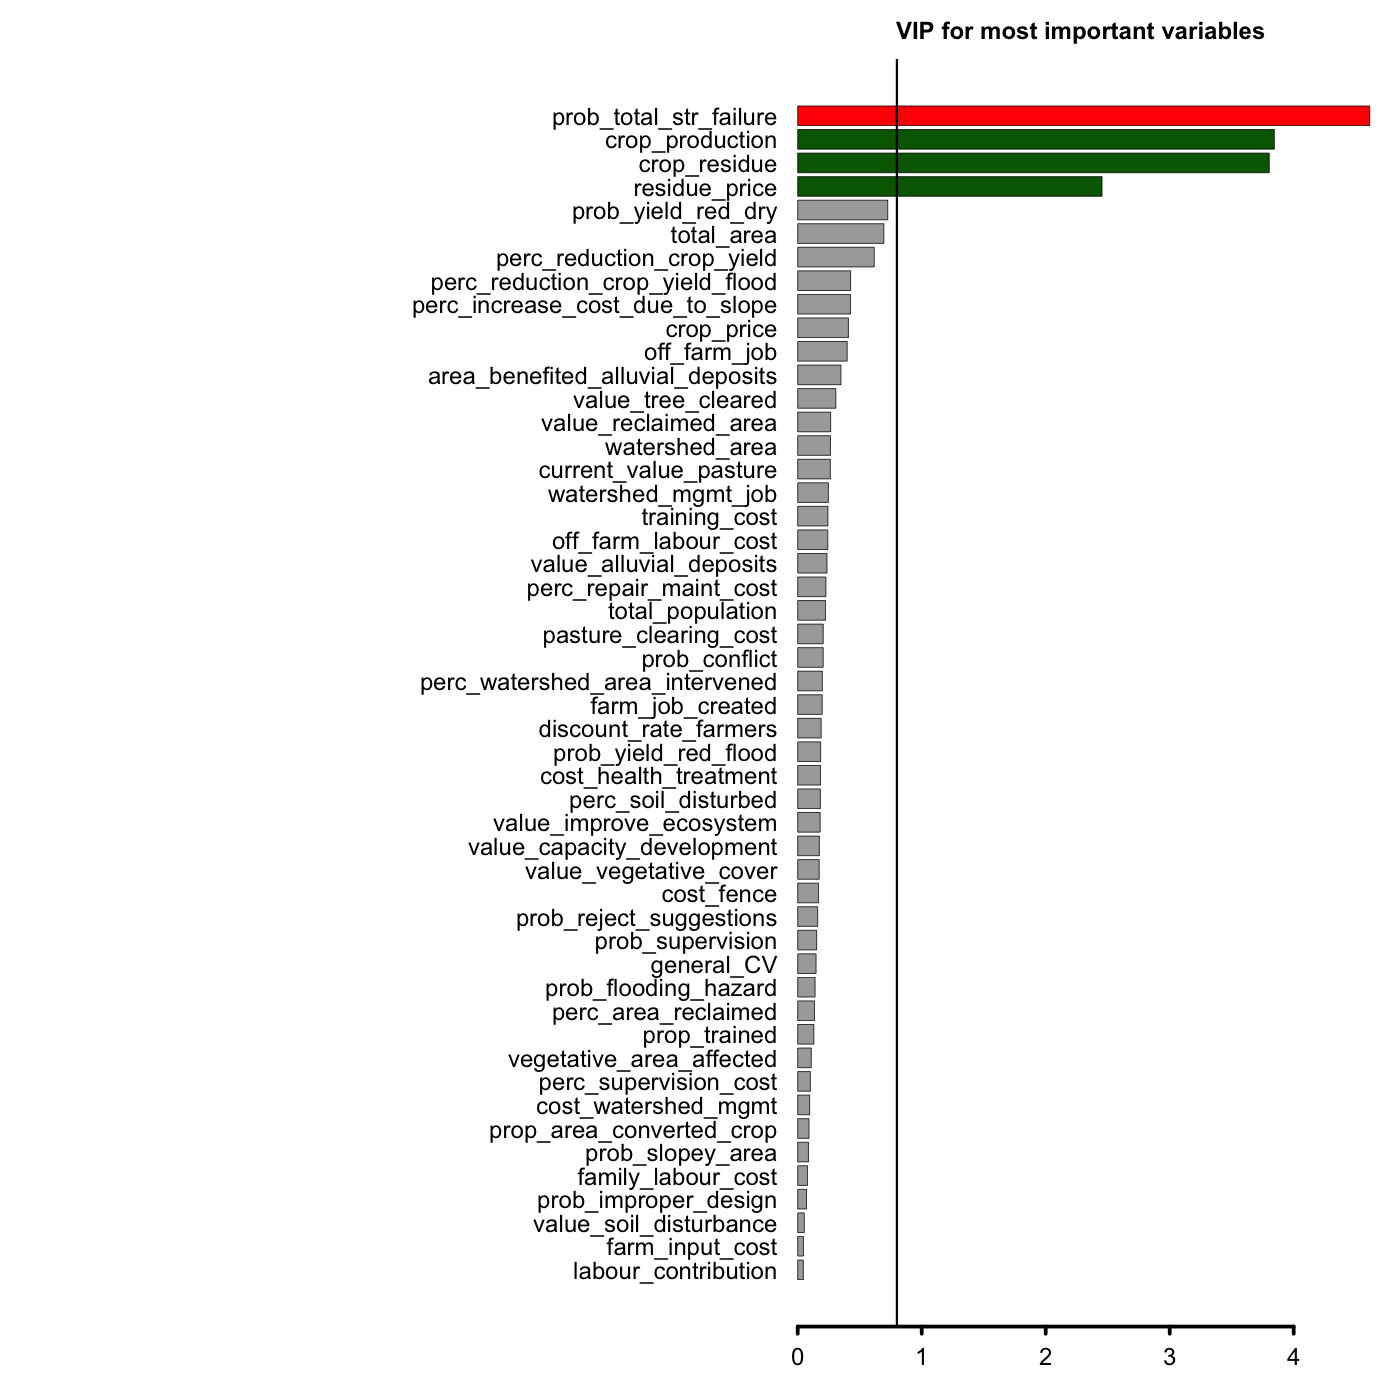 VIP for most important variables
prob_total_str_failure
crop_production
crop_residue
residue_price
prob_yield_red_dry
total_area
perc_reduction_crop_yield
perc_reduction_crop_yield_flood
perc_increase_cost_due_to_slope
crop_price
off_farm_job
area_benefited_alluvial_deposits
value_tree_cleared
value_reclaimed_area
watershed_area
current_value_pasture
watershed_mgmt_job
training_cost
off_farm_labour_cost
value_alluvial_deposits
perc_repair_maint_cost
total_population
pasture_clearing_cost
prob_conflict
perc_watershed_area_intervened
farm_job_created
discount_rate_farmers
prob_yield_red_flood
cost_health_treatment
perc_soil_disturbed
value_improve_ecosystem
value_capacity_development
value_vegetative_cover
cost_fence
prob_reject_suggestions
prob_supervision
general_CV
prob_flooding_hazard
perc_area_reclaimed
prop_trained
vegetative_area_affected
perc_supervision_cost
cost_watershed_mgmt
prop_area_converted_crop
prob_slopey_area
family_labour_cost
prob_improper_design
value_soil_disturbance
farm_input_cost
labour_contribution
0 1 2 3 4